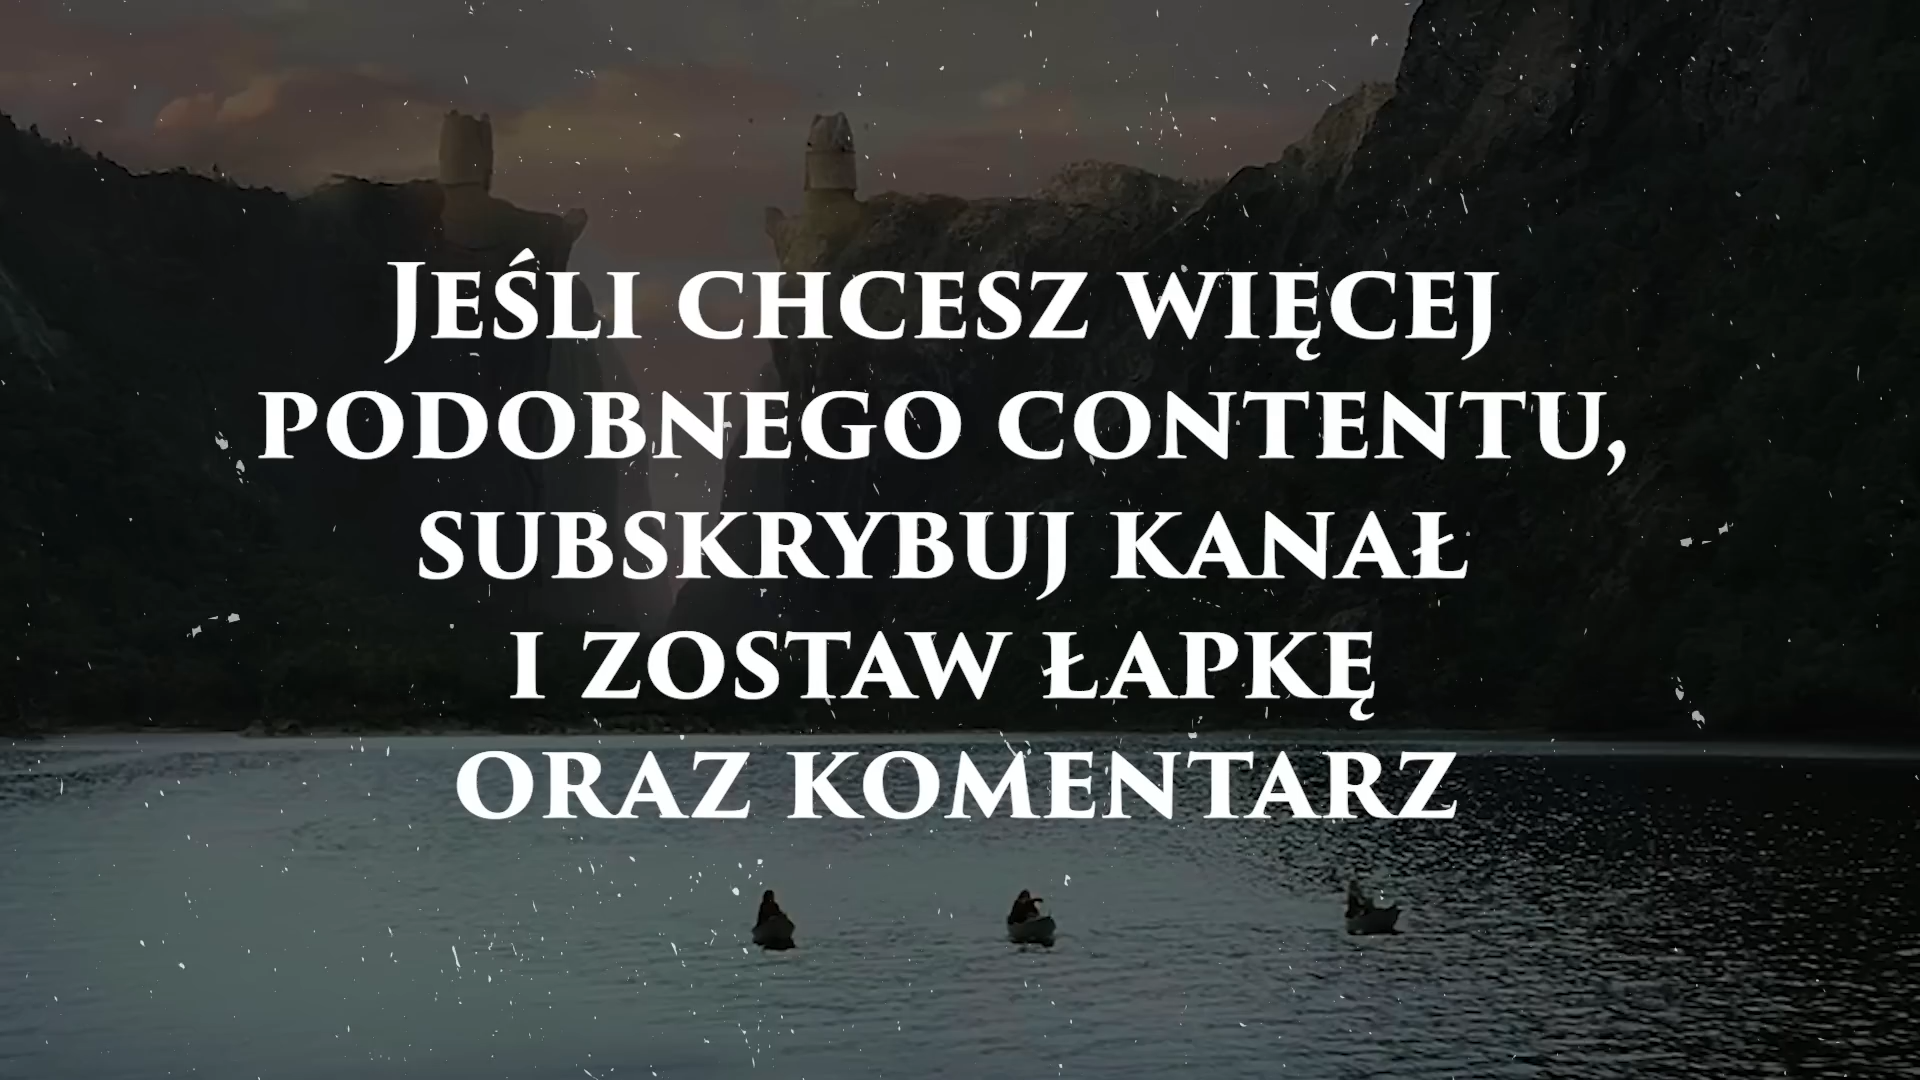 Jeśli chcesz więcej
podobnego contentu,
subskrybuj kanał
i zostaw łapkę
oraz komentarz